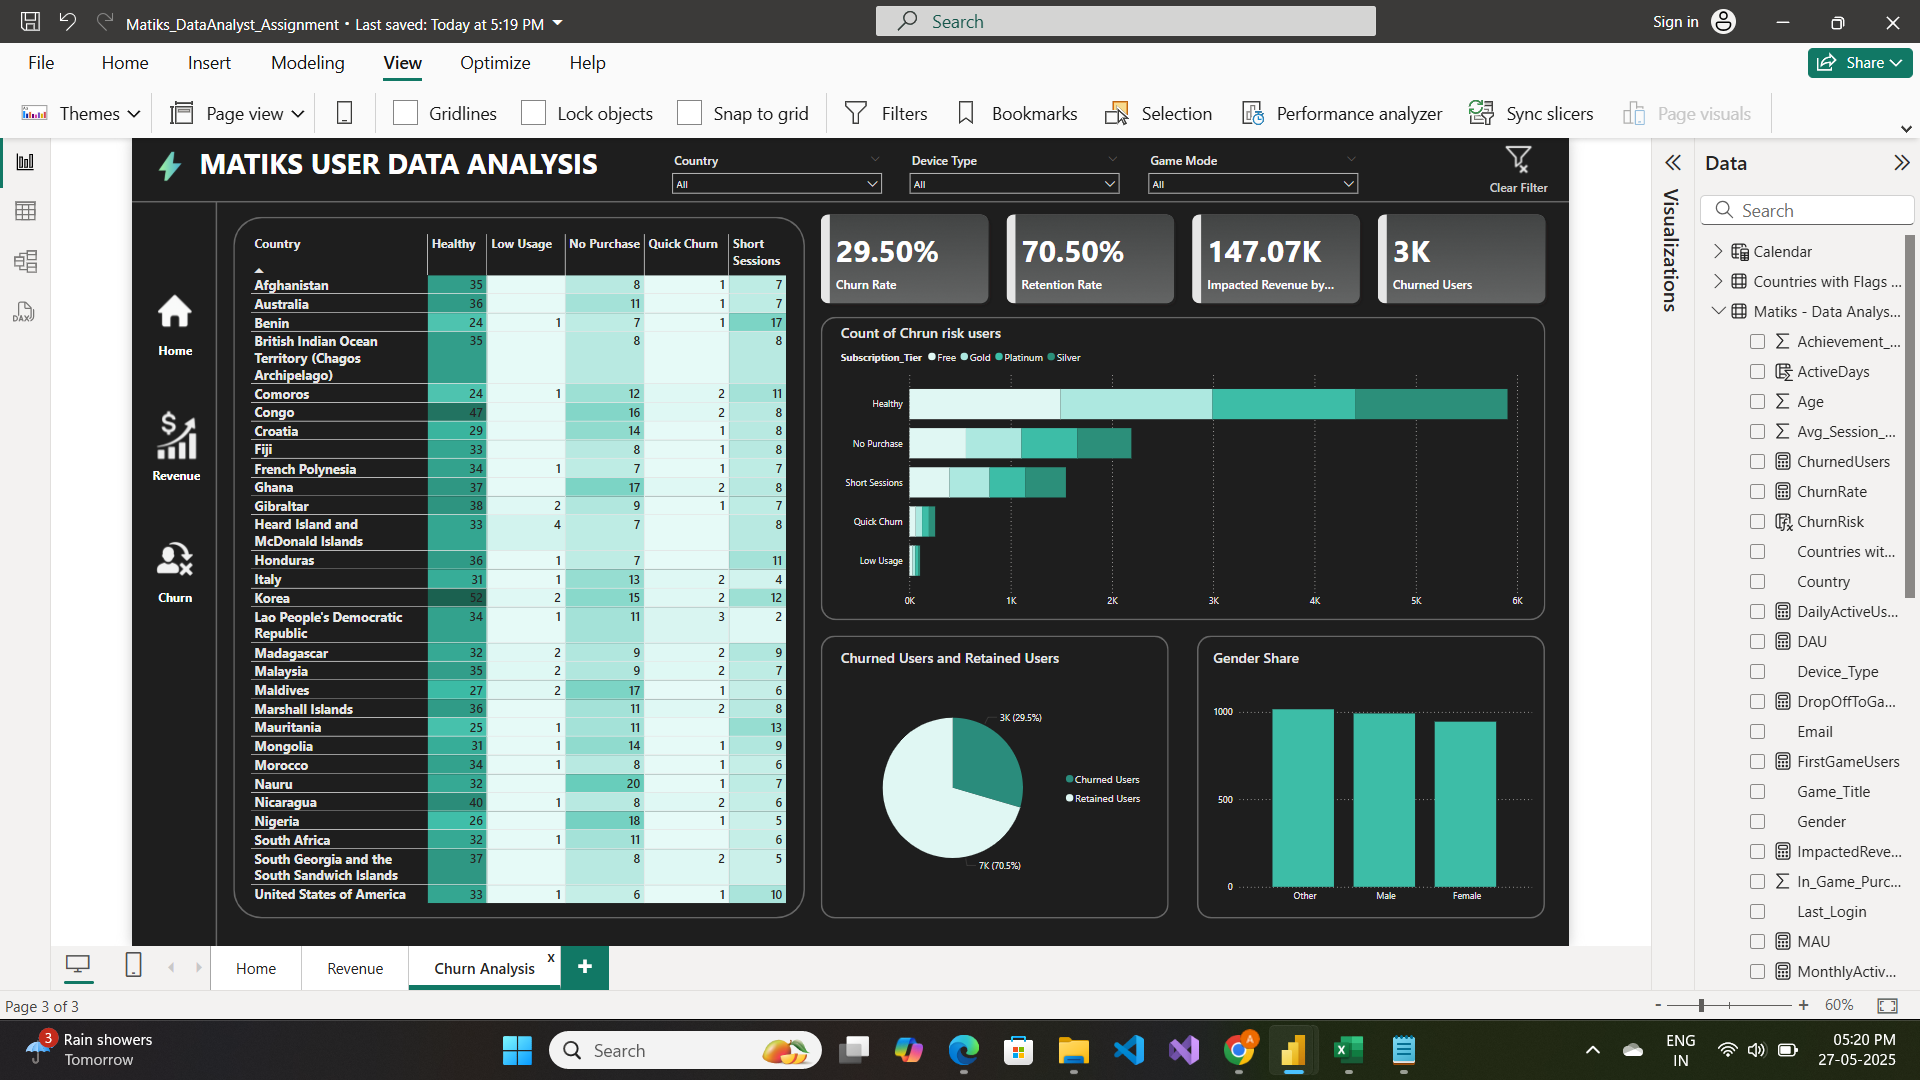 Matiks_DataAnalyst_Assignment • Last saved: Today at 5:19 PM
Search
Sign in
File Home Insert Modeling View Optimize Help
Share
Themes Page view Gridlines Lock objects Snap to grid Filters Bookmarks Selection Performance analyzer Sync slicers Page visuals
MATIKS USER DATA ANALYSIS
Country
All
Device Type
All
Game Mode
All
Clear Filter
Home
Revenue
Churn
Country Healthy Low Usage No Purchase Quick Churn Short Sessions
Afghanistan 35 8 1 7
Australia 36 11 1 7
Benin 24 1 7 1 17
British Indian Ocean 35 8 8
Territory (Chagos
Archipelago)
Comoros 24 1 12 2 11
Congo 47 16 2 8
Croatia 29 14 1 8
Fiji 33 8 1 8
French Polynesia 34 1 7 1 7
Ghana 37 17 2 8
Gibraltar 38 2 9 1 7
Heard Island and 33 4 7 8
McDonald Islands
Honduras 36 1 7 11
Italy 31 1 13 2 4
Korea 52 2 15 2 12
Lao People's Democratic 34 1 11 3 2
Republic
Madagascar 32 2 9 2 9
Malaysia 35 2 9 2 7
Maldives 27 2 17 1 6
Marshall Islands 36 11 2 8
Mauritania 25 1 11 13
Mongolia 31 1 14 1 9
Morocco 34 1 8 1 6
Nauru 32 20 1 7
Nicaragua 40 1 8 2 6
Nigeria 26 18 1 5
South Africa 32 1 11 6
South Georgia and the 37 8 2 5
South Sandwich Islands
United States of America 33 1 6 1 10
29.50%
Churn Rate
70.50%
Retention Rate
147.07K
Impacted Revenue by...
3K
Churned Users
Count of Chrun risk users
Subscription_Tier Free Gold Platinum Silver
Healthy
No Purchase
Short Sessions
Quick Churn
Low Usage
0K 1K 2K 3K 4K 5K 6K
Churned Users and Retained Users
3K (29.5%)
Churned Users
Retained Users
7K (70.5%)
Gender Share
1000
500
0
Other Male Female
Visualizations
Data
Search
Calendar
Countries with Flags ...
Matiks - Data Analys...
Achievement_...
ActiveDays
Age
Avg_Session_...
ChurnedUsers
ChurnRate
ChurnRisk
Countries wit...
Country
DailyActiveUs...
DAU
Device_Type
DropOffToGa...
Email
FirstGameUsers
Game_Title
Gender
ImpactedReve...
In_Game_Purc...
Last_Login
MAU
MonthlyActiv...
DAX
Home Revenue Churn Analysis x +
Page 3 of 3
- + 60%
3
Rain showers
Tomorrow
Search
A
ENG
IN
05:20 PM
27-05-2025